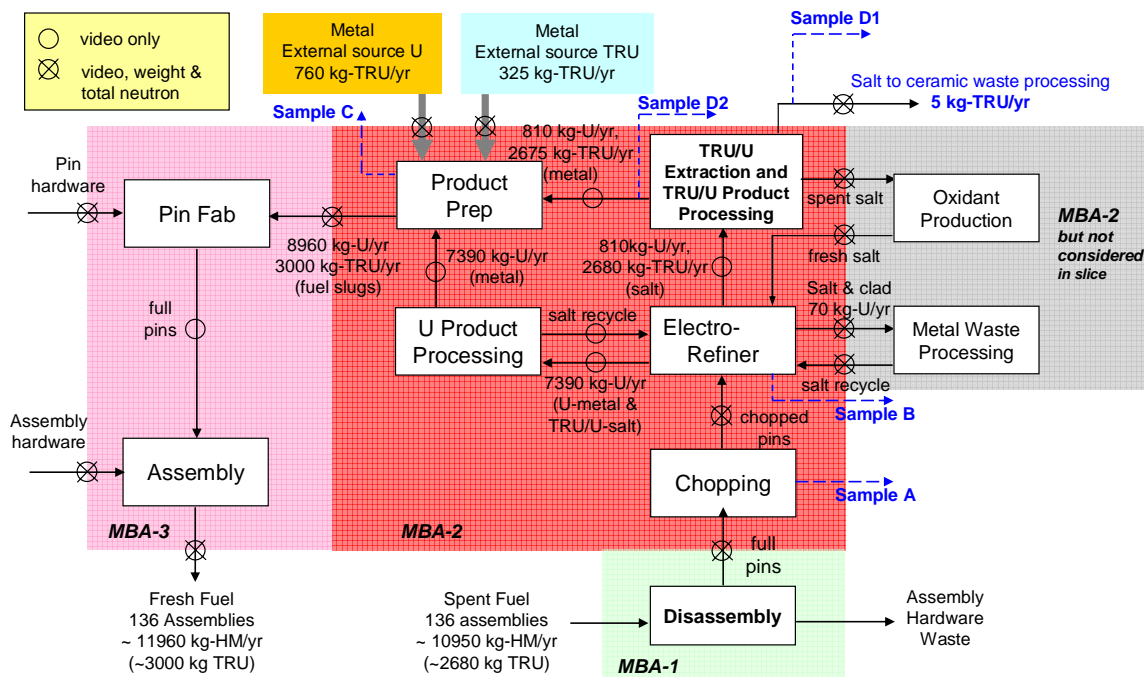 video only
video, weight &
total neutron
Metal
External source U
760 kg-TRU/yr
Metal
External source TRU
325 kg-TRU/yr
Sample D1
Salt to ceramic waste processing
5 kg-TRU/yr
Sample C
Sample D2
810 kg-U/yr,
2675 kg-TRU/yr
(metal)
Pin
hardware
Pin Fab
Product
Prep
TRU/U
Extraction and
TRU/U Product
Processing
spent salt
Oxidant
Production
MBA-2
but not
considered
in slice
8960 kg-U/yr
3000 kg-TRU/yr
(fuel slugs)
7390 kg-U/yr
(metal)
810kg-U/yr,
2680 kg-TRU/yr
(salt)
fresh salt
Salt & clad
70 kg-U/yr
full
pins
U Product
Processing
salt recycle
Electro-
Refiner
Metal Waste
Processing
salt recycle
7390 kg-U/yr
(U-metal &
TRU/U-salt)
Sample B
chopped
pins
Assembly
hardware
Assembly
Chopping
Sample A
MBA-3
MBA-2
full
pins
Fresh Fuel
136 Assemblies
~ 11960 kg-HM/yr
(~3000 kg TRU)
Spent Fuel
136 assemblies
~ 10950 kg-HM/yr
(~2680 kg TRU)
Disassembly
Assembly
Hardware
Waste
MBA-1